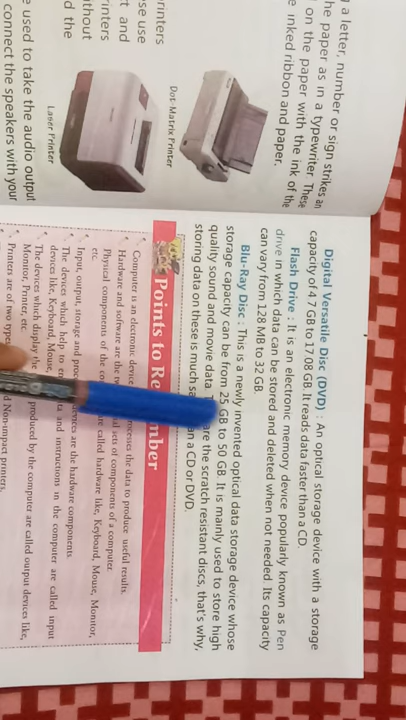 a letter, number or sign strikes an
the paper as in a typewriter. These
on the paper with the ink of the
e inked ribbon and paper.
Dot-Matrix Printer
rinters
se use
t and
rinters
ithout
d the
Laser Printer
e used to take the audio output
connect the speakers with your
Digital Versatile Disc (DVD) : An optical storage device with a storage
capacity of 4.7 GB to 17.08 GB. It reads data faster than a CD.
Flash Drive : It is an electronic memory device popularly known as Pen
drive in which data can be stored and deleted when not needed. Its capacity
can vary from 128 MB to 32 GB.
Blu-Ray Disc : This is a newly invented optical data storage device whose
storage capacity can be from 25 GB to 50 GB. It is mainly used to store high
quality sound and movie data. are the scratch resistant discs, that's why,
storing data on these is much sa an a CD or DVD.
Points to Re mber
Computer is an electronic device ocesses the data to produce useful results.
Hardware and software are the al sets of components of a computer.
Physical components of the co are called hardware like, Keyboard, Mouse, Monitor,
etc.
Input, output, storage and proc devices are the hardware components.
The devices which help to en ta and instructions in the computer are called input
devices like, Keyboard, Mouse,
The devices which display the produced by the computer are called output devices like,
Monitor, Printer, etc.
Printers are of two types d Non-impact printers.